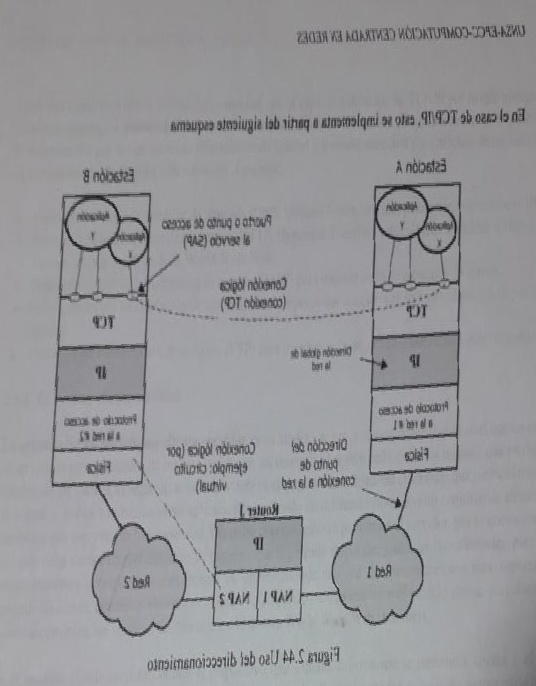 UNSA-EPCC-COMPUTACIÓN CENTRADA EN REDES
En el caso de TCP/IP, este se implementa a partir del siguiente esquema
Estación A
Estación B
Aplicación
Y
Aplicación
X
Aplicación
Y
Aplicación
X
Puerto o punto de acceso
al servicio (SAP)
Conexión lógica
(conexión TCP)
TCP
TCP
Dirección global de
la red
IP
IP
Protocolo de acceso
a la red #1
Protocolo de acceso
a la red #2
Física
Física
Dirección del
punto de
conexión a la red
Conexión lógica (por
ejemplo: circuito
virtual)
Router J
IP
NAP 1
NAP 2
Red 1
Red 2
Figura 2.44 Uso del direccionamiento